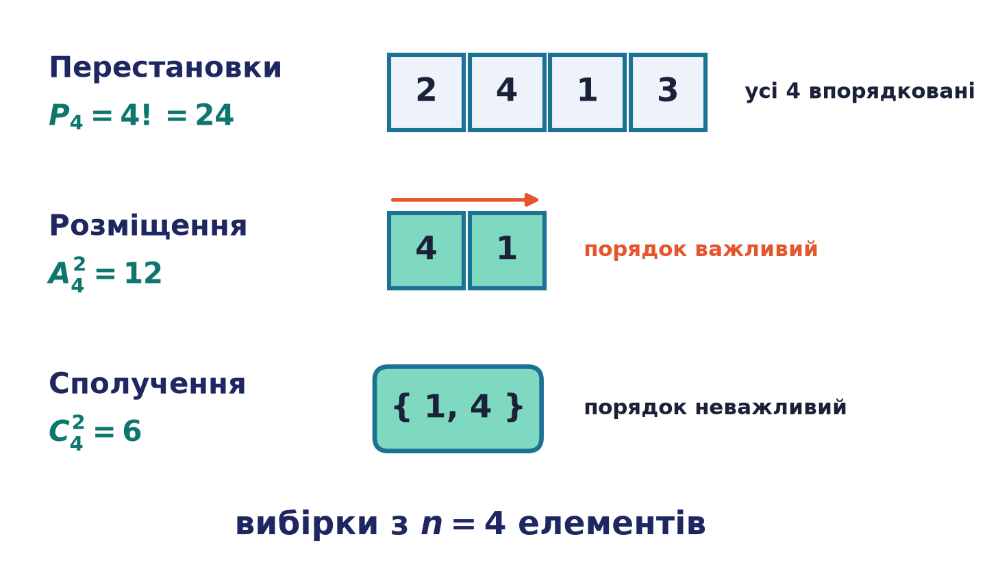 Перестановки
P₄ = 4! = 24
2 4 1 3
усі 4 впорядковані
Розміщення
A₄² = 12
4 1
порядок важливий
Сполучення
C₄² = 6
{ 1, 4 }
порядок неважливий
вибірки з n = 4 елементів